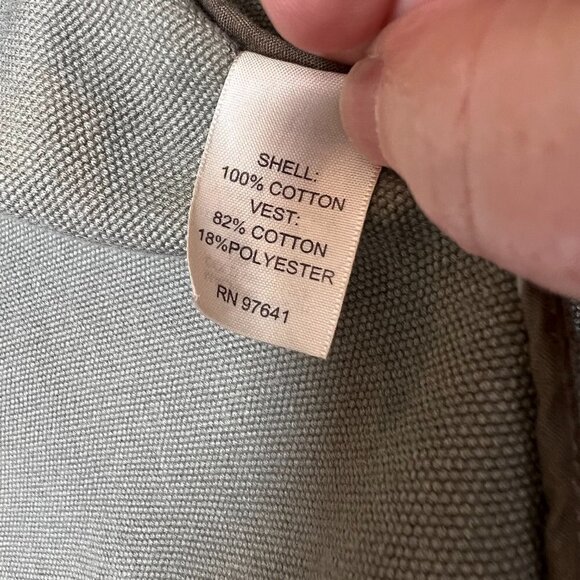 SHELL:
100% COTTON
VEST:
82% COTTON
18%POLYESTER
RN 97641